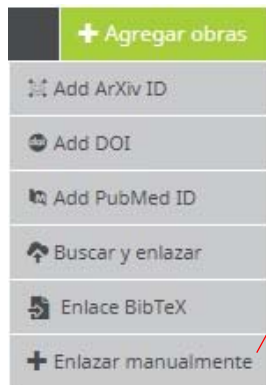 + Agregar obras
Add ArXiv ID
Add DOI
Add PubMed ID
Buscar y enlazar
Enlace BibTeX
+ Enlazar manualmente